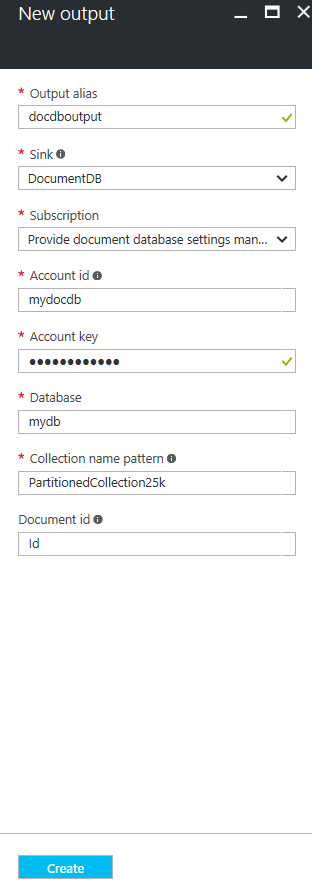 New output
* Output alias
docdboutput
* Sink
DocumentDB
* Subscription
Provide document database settings man...
* Account id
mydocdb
* Account key
●●●●●●●●●●●●
* Database
mydb
* Collection name pattern
PartitionedCollection25k
Document id
Id
Create